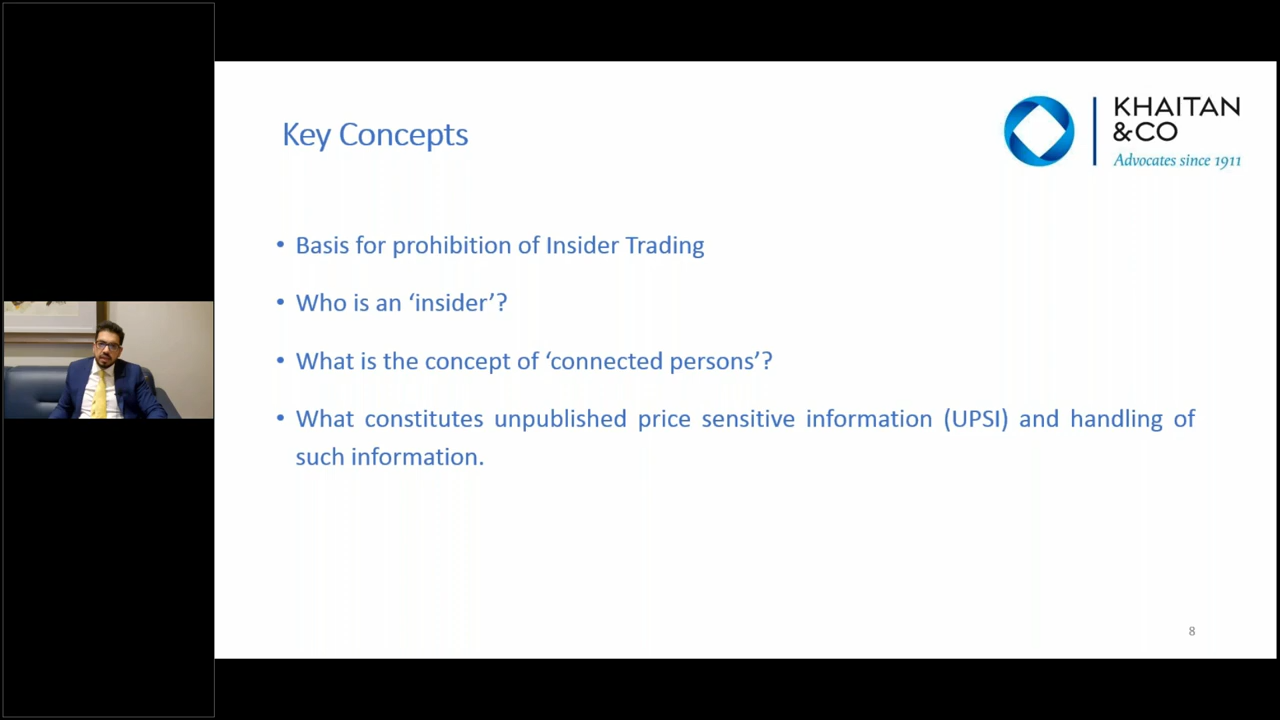 KHAITAN
&CO
Advocates since 1911
Key Concepts
• Basis for prohibition of Insider Trading
• Who is an ‘insider’?
• What is the concept of ‘connected persons’?
• What constitutes unpublished price sensitive information (UPSI) and handling of
such information.
8